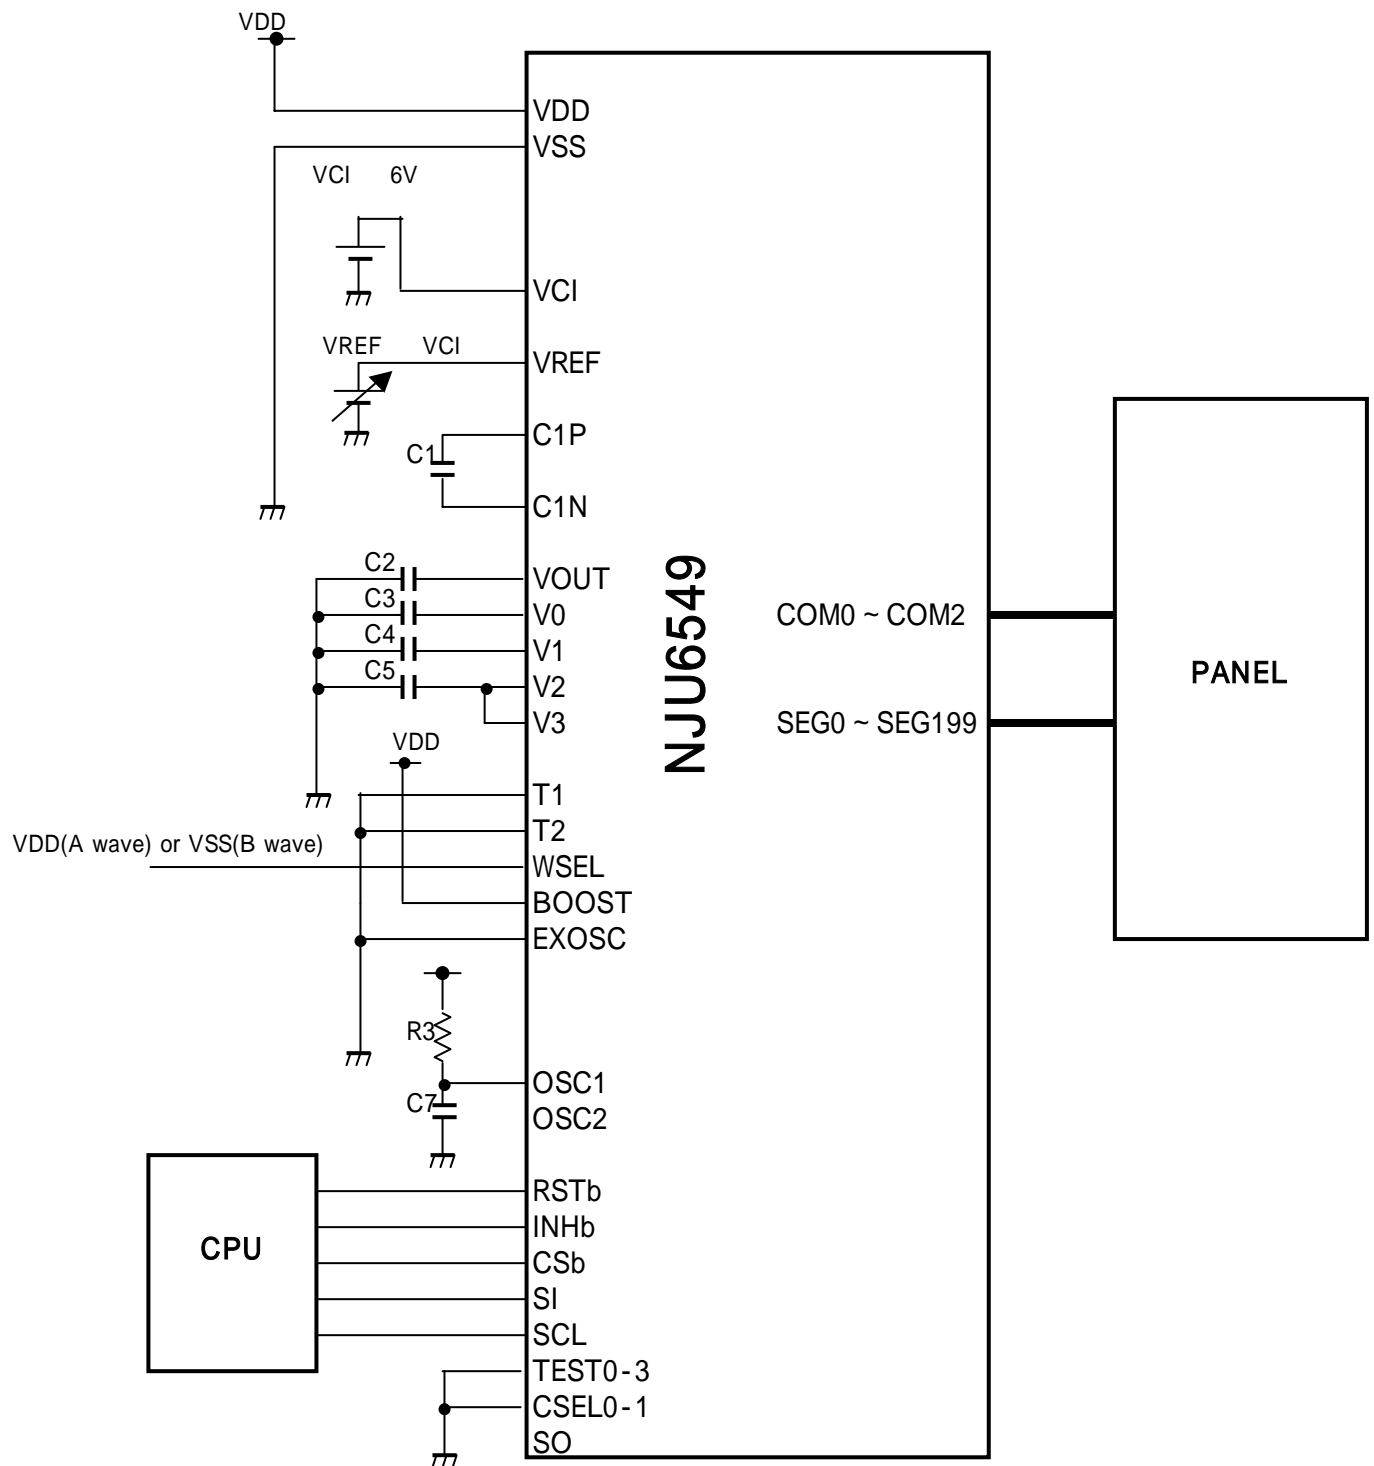 VDD
VDD
VSS
VCI 6V
VCI
VREF VCI
VREF
C1P
C1
C1N
C2
VOUT
C3
V0
C4
V1
C5
V2
V3
VDD
T1
T2
VDD(A wave) or VSS(B wave)
WSEL
BOOST
EXOSC
R3
OSC1
C7
OSC2
RSTb
INHb
CSb
SI
SCL
TEST0-3
CSEL0-1
SO
CPU
NJU6549
COM0 ~ COM2
SEG0 ~ SEG199
PANEL